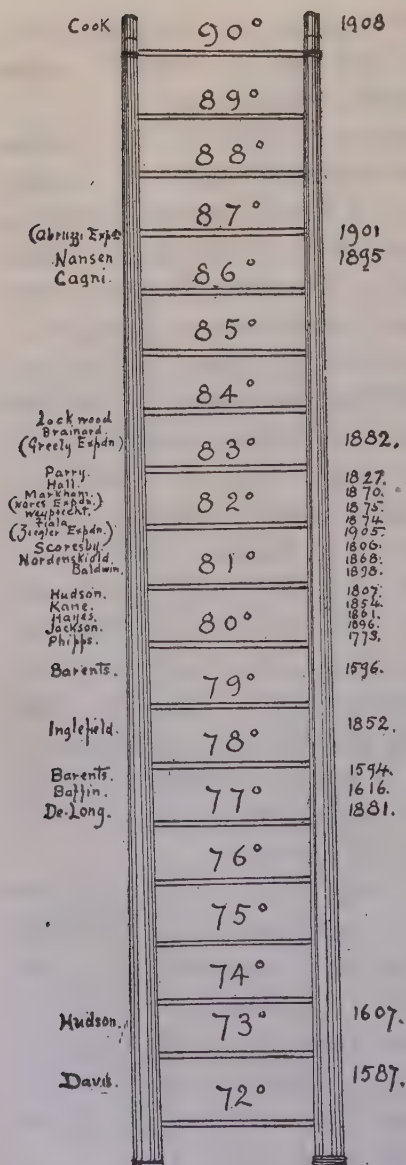 Cook 90° 1908
89°
88°
87°
(Abruzzi Expdn 1901
Nansen 1895
Cagni. 86°
85°
84°
Lockwood
Brainard.
(Greely Expdn) 83° 1882.
Parry. 1827.
Hall. 1870.
Markham. 1875.
(Nares Expdn.) 82°
Weyprecht. 1874
Fiala 1905.
(Ziegler Expdn.)
Scoresby. 1806.
Nordenskiold. 1868.
Baldwin. 81° 1898.
Hudson. 1607.
Kane. 1854.
Hayes. 80° 1861.
Jackson. 1896.
Phipps. 1773.
Barents. 79° 1596.
Inglefield. 78° 1852.
Barents. 1594.
Baffin. 77° 1616.
De-Long. 1881.
76°
75°
74°
Hudson. 73° 1607.
Davis. 72° 1587.